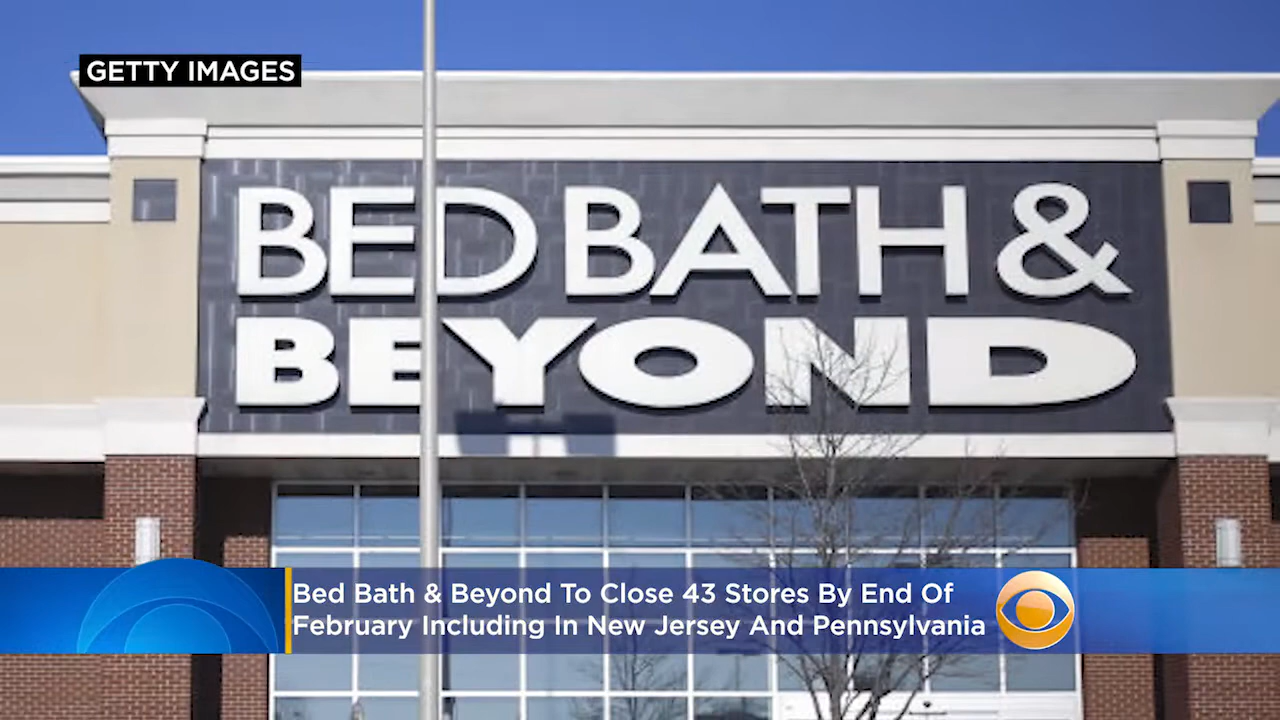 GETTY IMAGES
BED BATH &
BEYOND
Bed Bath & Beyond To Close 43 Stores By End Of
February Including In New Jersey And Pennsylvania